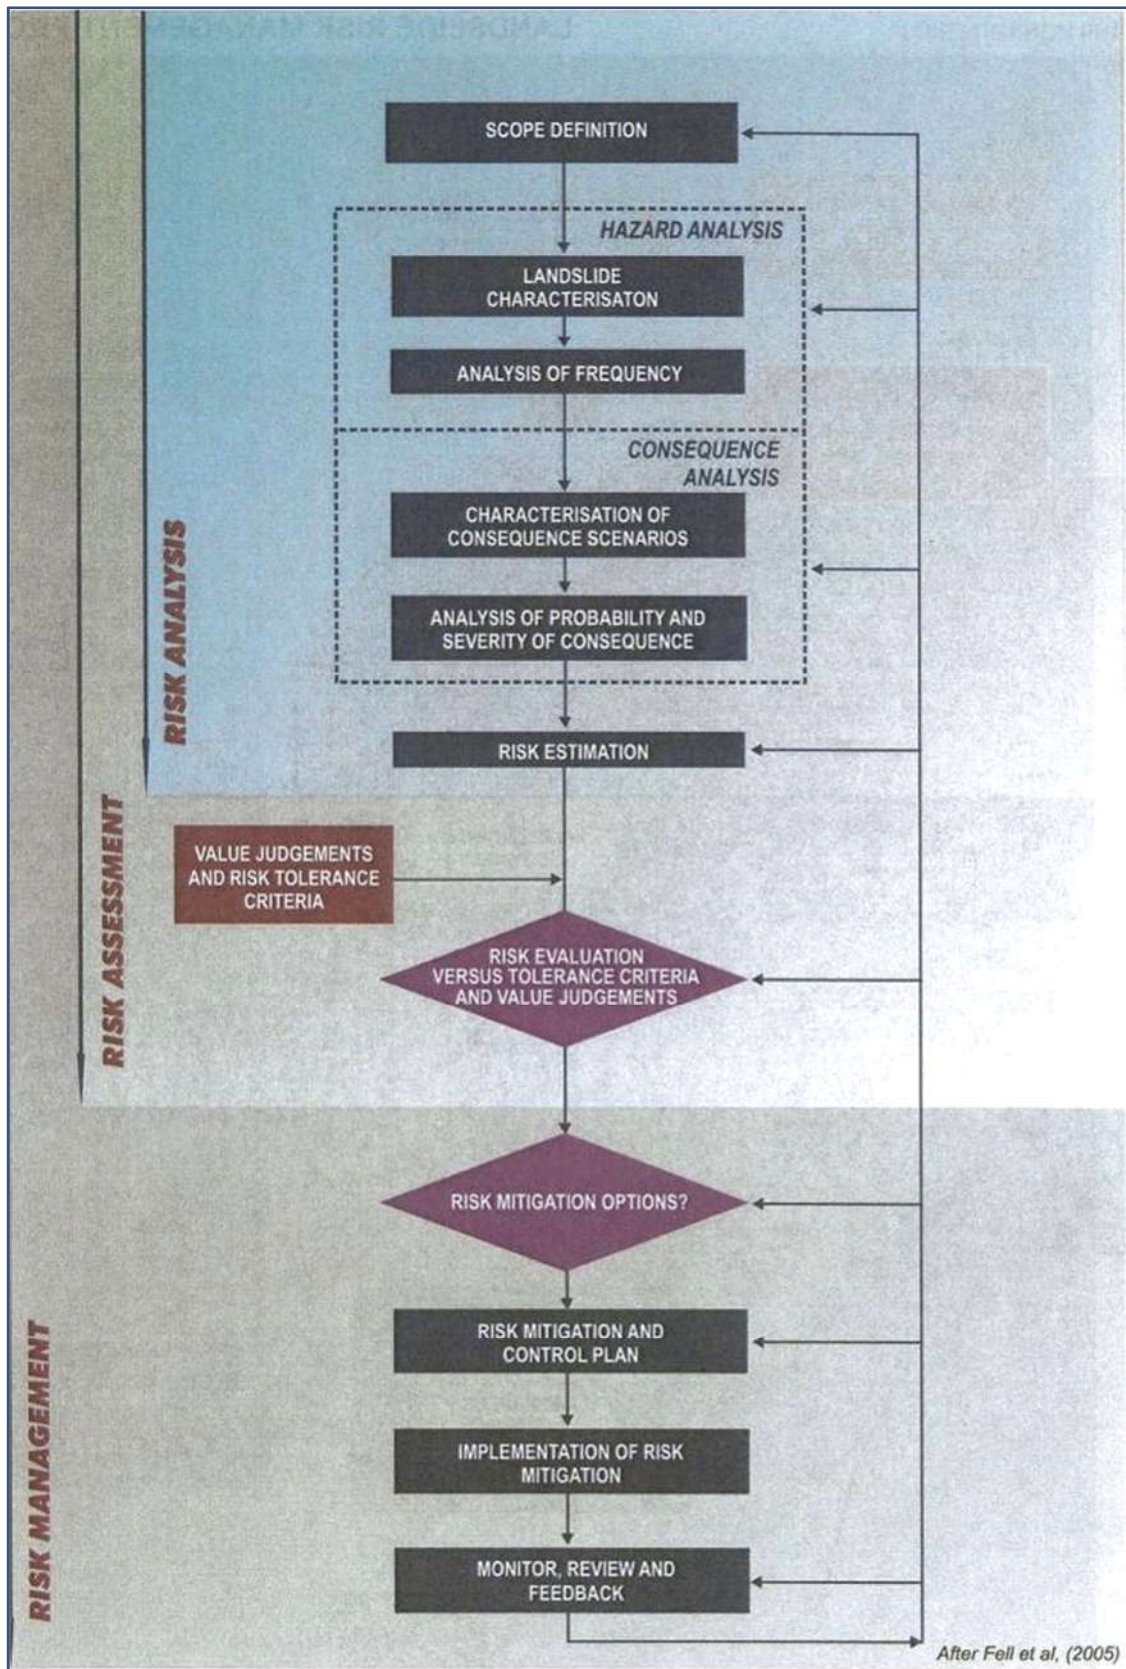 SCOPE DEFINITION
HAZARD ANALYSIS
LANDSLIDE
CHARACTERISATON
ANALYSIS OF FREQUENCY
CONSEQUENCE
ANALYSIS
CHARACTERISATION OF
CONSEQUENCE SCENARIOS
ANALYSIS OF PROBABILITY AND
SEVERITY OF CONSEQUENCE
RISK ANALYSIS
RISK ESTIMATION
VALUE JUDGEMENTS
AND RISK TOLERANCE
CRITERIA
RISK ASSESSMENT
RISK EVALUATION
VERSUS TOLERANCE CRITERIA
AND VALUE JUDGEMENTS
RISK MITIGATION OPTIONS?
RISK MITIGATION AND
CONTROL PLAN
IMPLEMENTATION OF RISK
MITIGATION
RISK MANAGEMENT
MONITOR, REVIEW AND
FEEDBACK
After Fell et al, (2005)